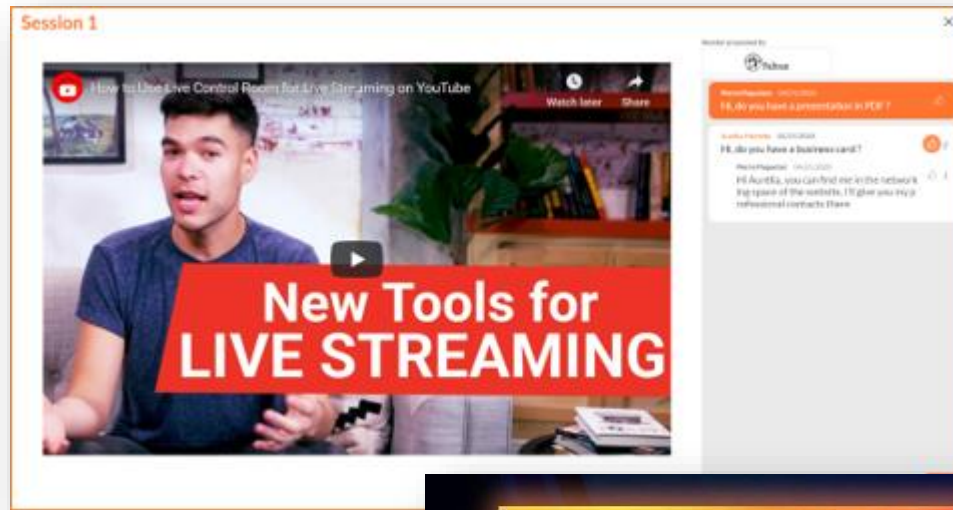 Session 1
How to Use Live Control Room for Live Streaming on YouTube
Watch later
Share
New Tools for
LIVE STREAMING
Hi, do you have a presentation in PDF ?
Hi, do you have a business card ?
Hi Aurélia, you can find me in the network
ing space of the website, I'll give you my p
rofessional contacts there